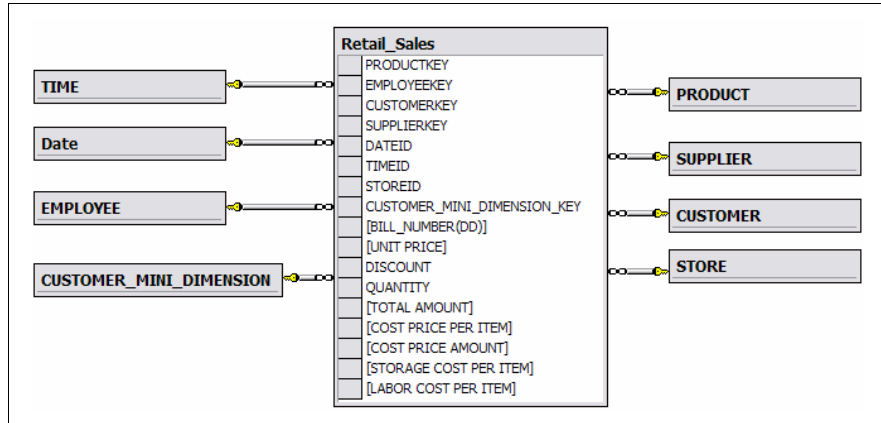 TIME
Date
EMPLOYEE
CUSTOMER_MINI_DIMENSION
Retail_Sales
PRODUCTKEY
EMPLOYEEKEY
CUSTOMERKEY
SUPPLIERKEY
DATEID
TIMEID
STOREID
CUSTOMER_MINI_DIMENSION_KEY
[BILL_NUMBER(DD)]
[UNIT PRICE]
DISCOUNT
QUANTITY
[TOTAL AMOUNT]
[COST PRICE PER ITEM]
[COST PRICE AMOUNT]
[STORAGE COST PER ITEM]
[LABOR COST PER ITEM]
PRODUCT
SUPPLIER
CUSTOMER
STORE